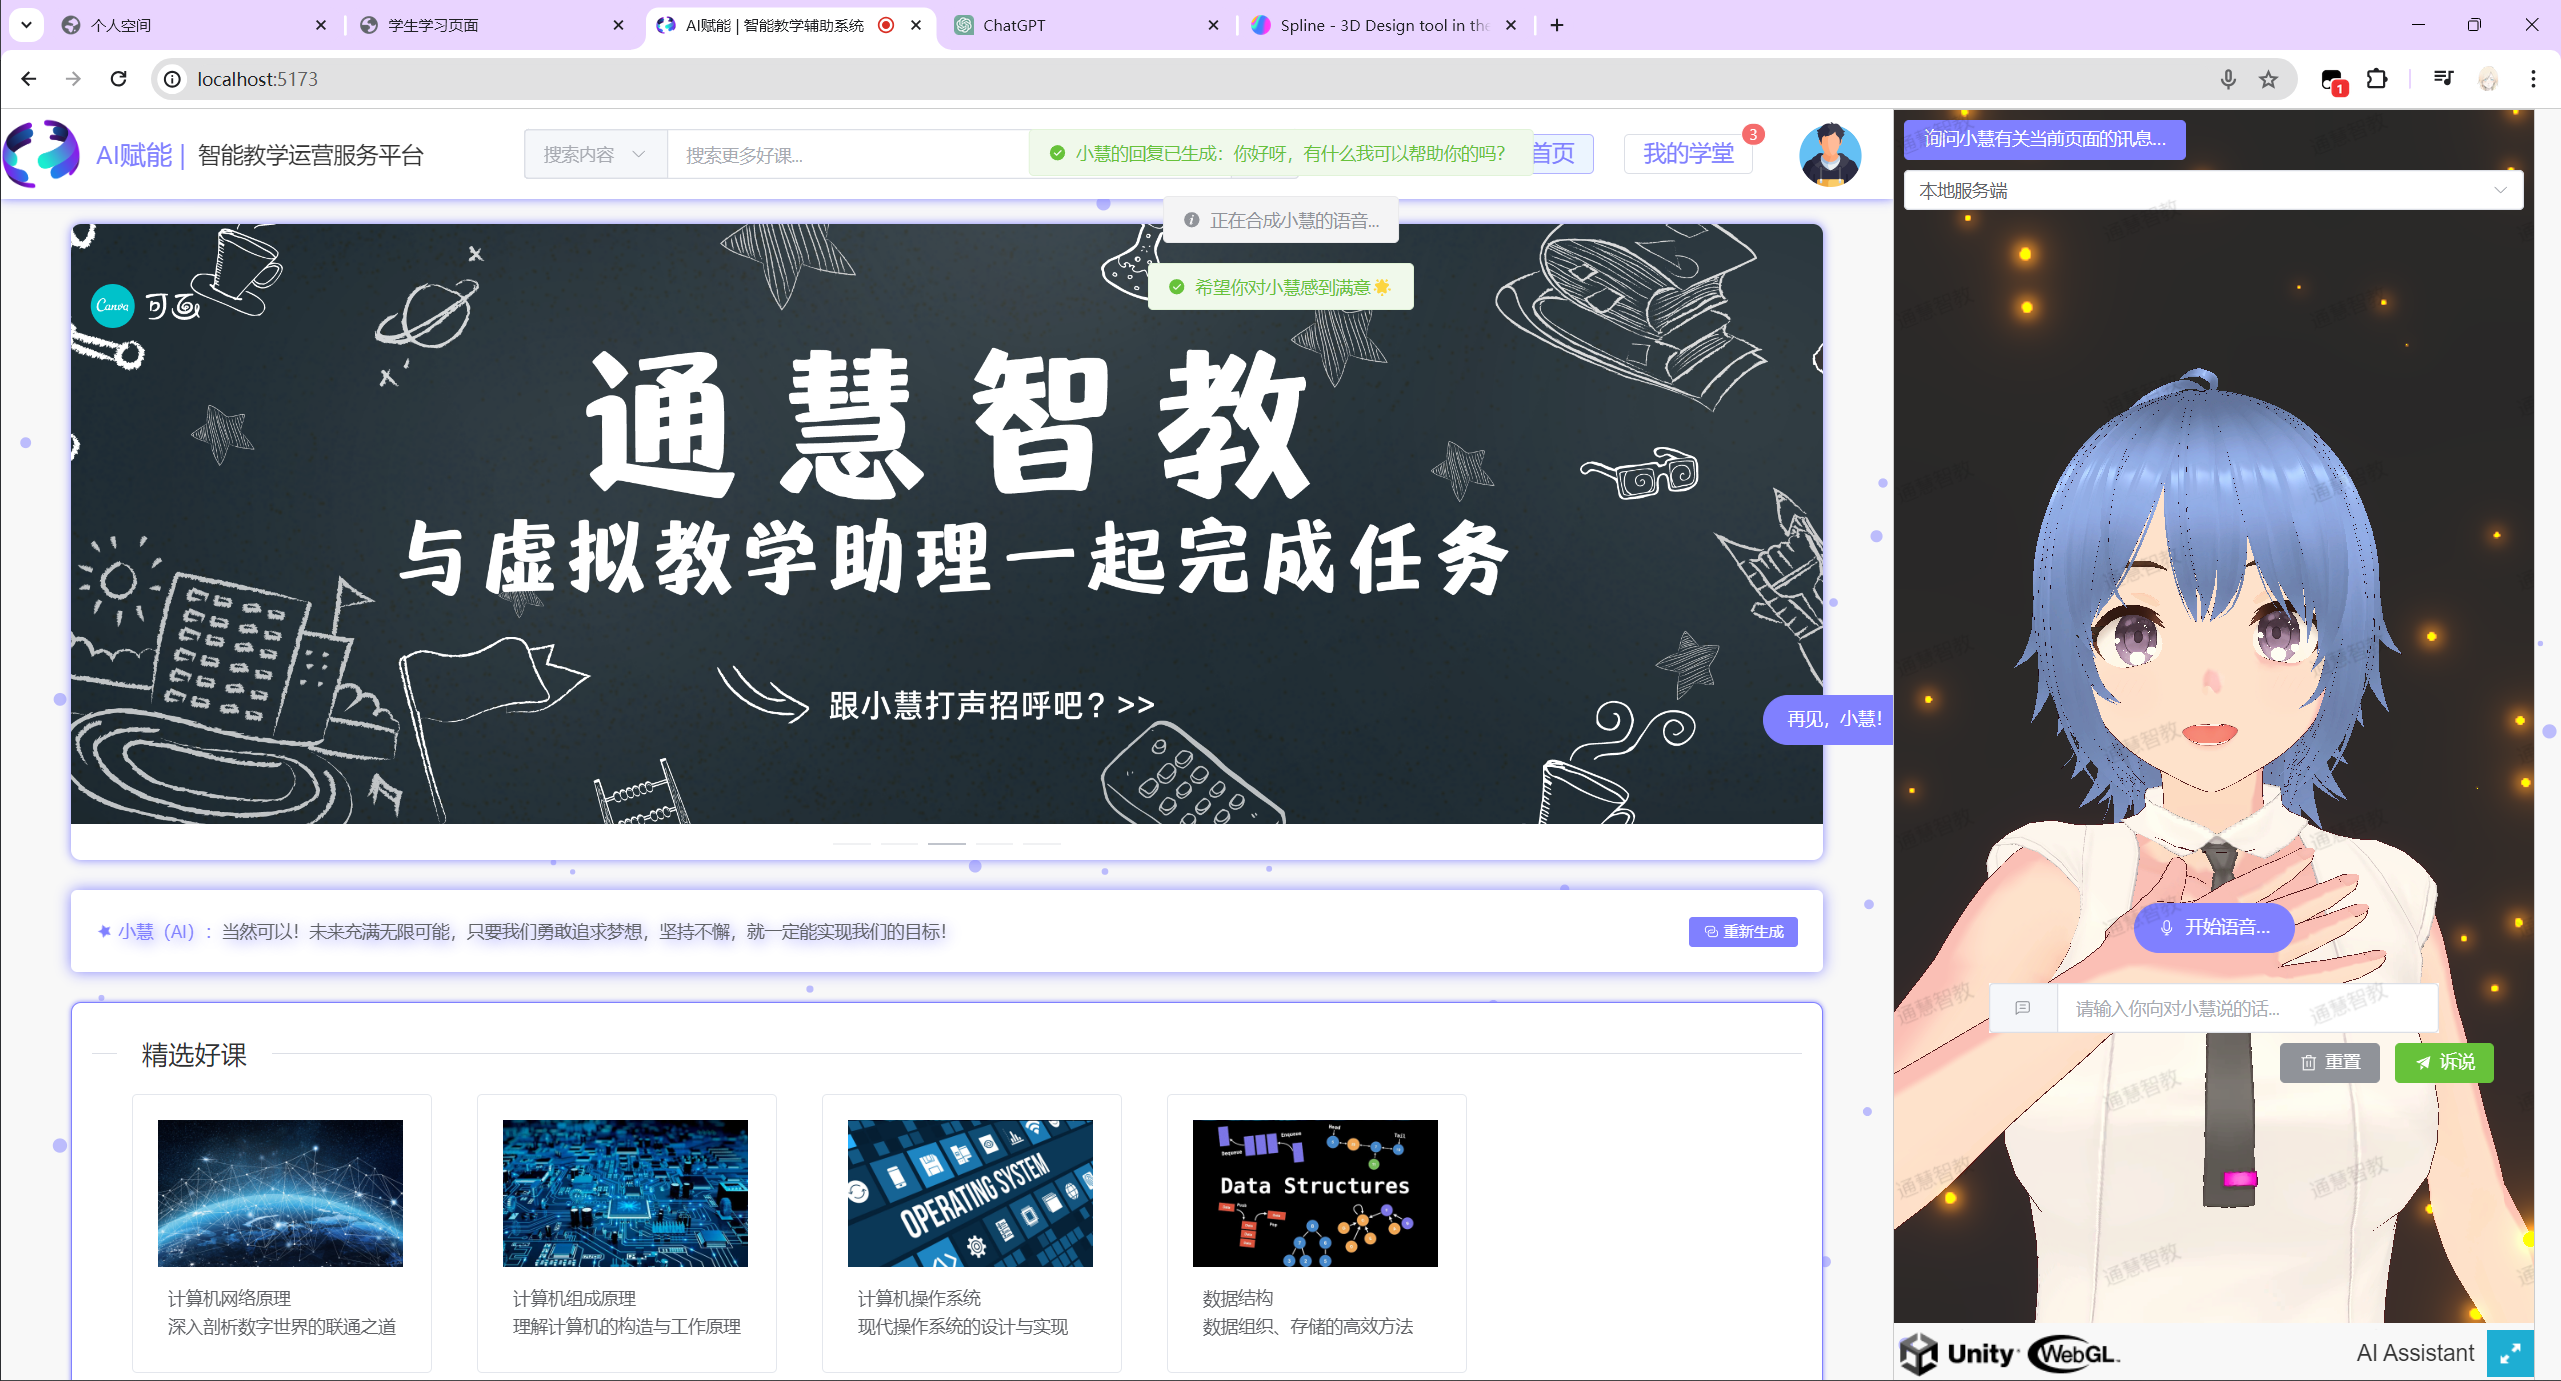 个人空间
学生学习页面
AI赋能 | 智能教学辅助系统
ChatGPT
Spline - 3D Design tool in the
localhost:5173
1
AI赋能 | 智能教学运营服务平台
搜索内容
搜索更多好课...
小慧的回复已生成：你好呀，有什么我可以帮助你的吗？
首页
我的学堂
3
正在合成小慧的语音...
希望你对小慧感到满意🌟
询问小慧有关当前页面的讯息...
本地服务端
Canva 可画
通慧智教
与虚拟教学助理一起完成任务
跟小慧打声招呼吧？>>
再见，小慧！
小慧（AI）：当然可以！未来充满无限可能，只要我们勇敢追求梦想，坚持不懈，就一定能实现我们的目标！
重新生成
开始语音...
请输入你向对小慧说的话...
重置
诉说
通慧智教
精选好课
OPERATING SYSTEM
Data Structures
Head
Tail
Enqueue
Dequeue
计算机网络原理
深入剖析数字世界的联通之道
计算机组成原理
理解计算机的构造与工作原理
计算机操作系统
现代操作系统的设计与实现
数据结构
数据组织、存储的高效方法
Unity
WebGL
AI Assistant